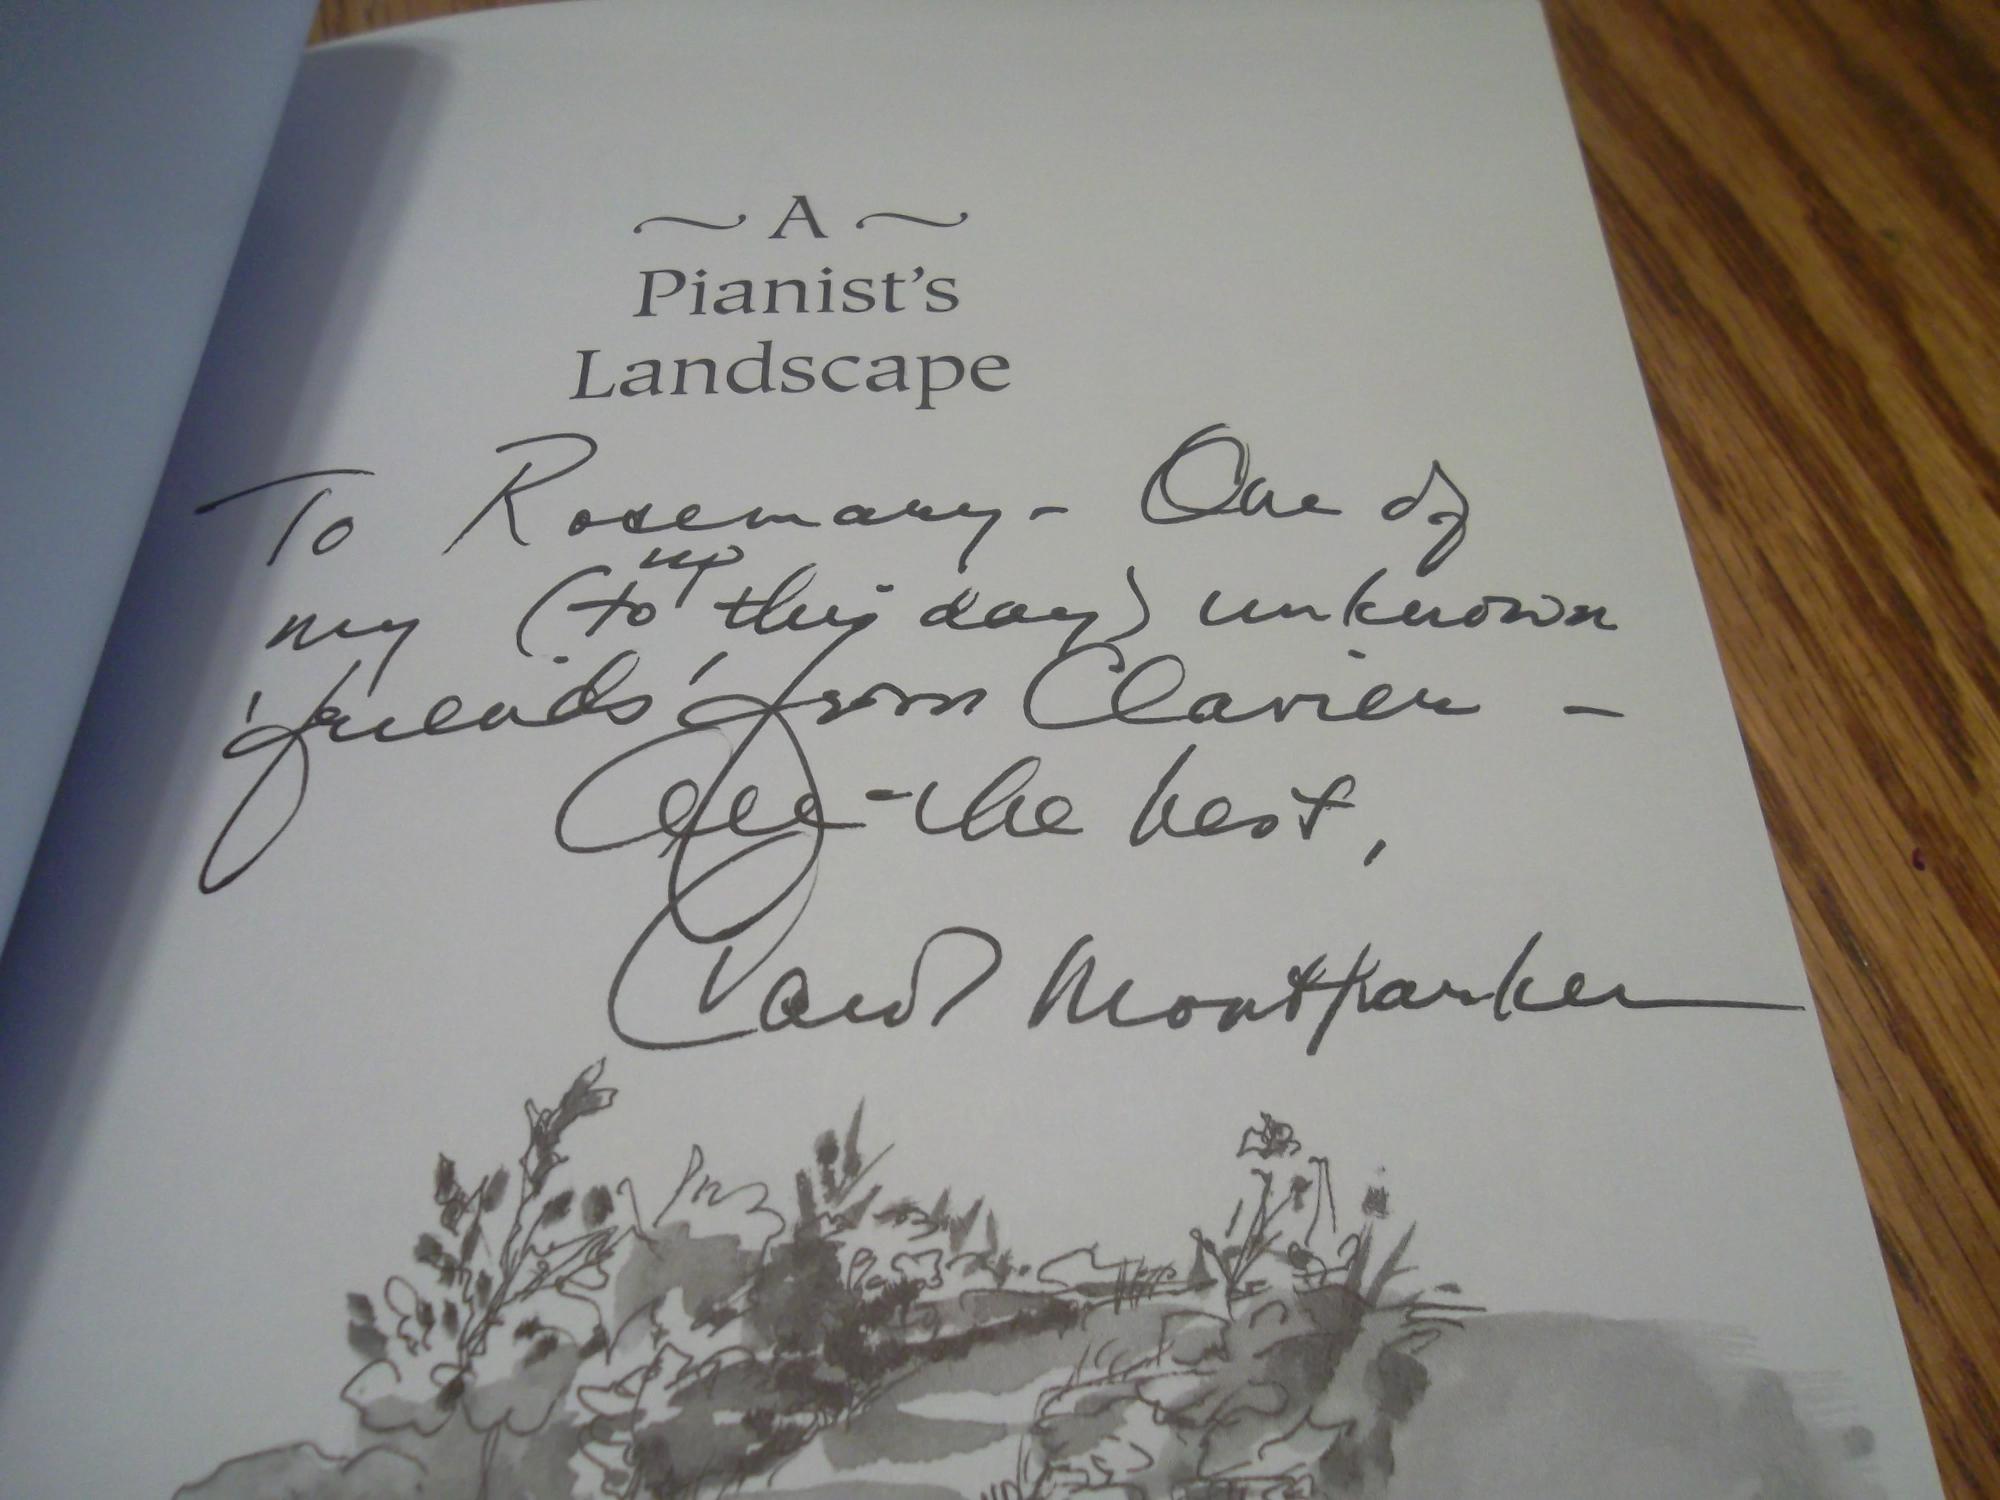 ~ A ~
Pianist's
Landscape
To Rosemary - One of
my (to up this day) unknown
'friends' from Clavier -
All the best,
Carol Montparker